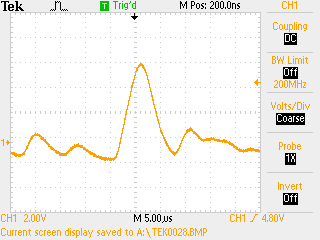 Tek T Trig'd M Pos: 200.0ns CH1
Coupling
DC
BW Limit
Off
200MHz
Volts/Div
Coarse
Probe
1X
Invert
Off
1
CH1 2.00V M 5.00µs CH1 4.80V
Current screen display saved to A:\TEK0028.BMP